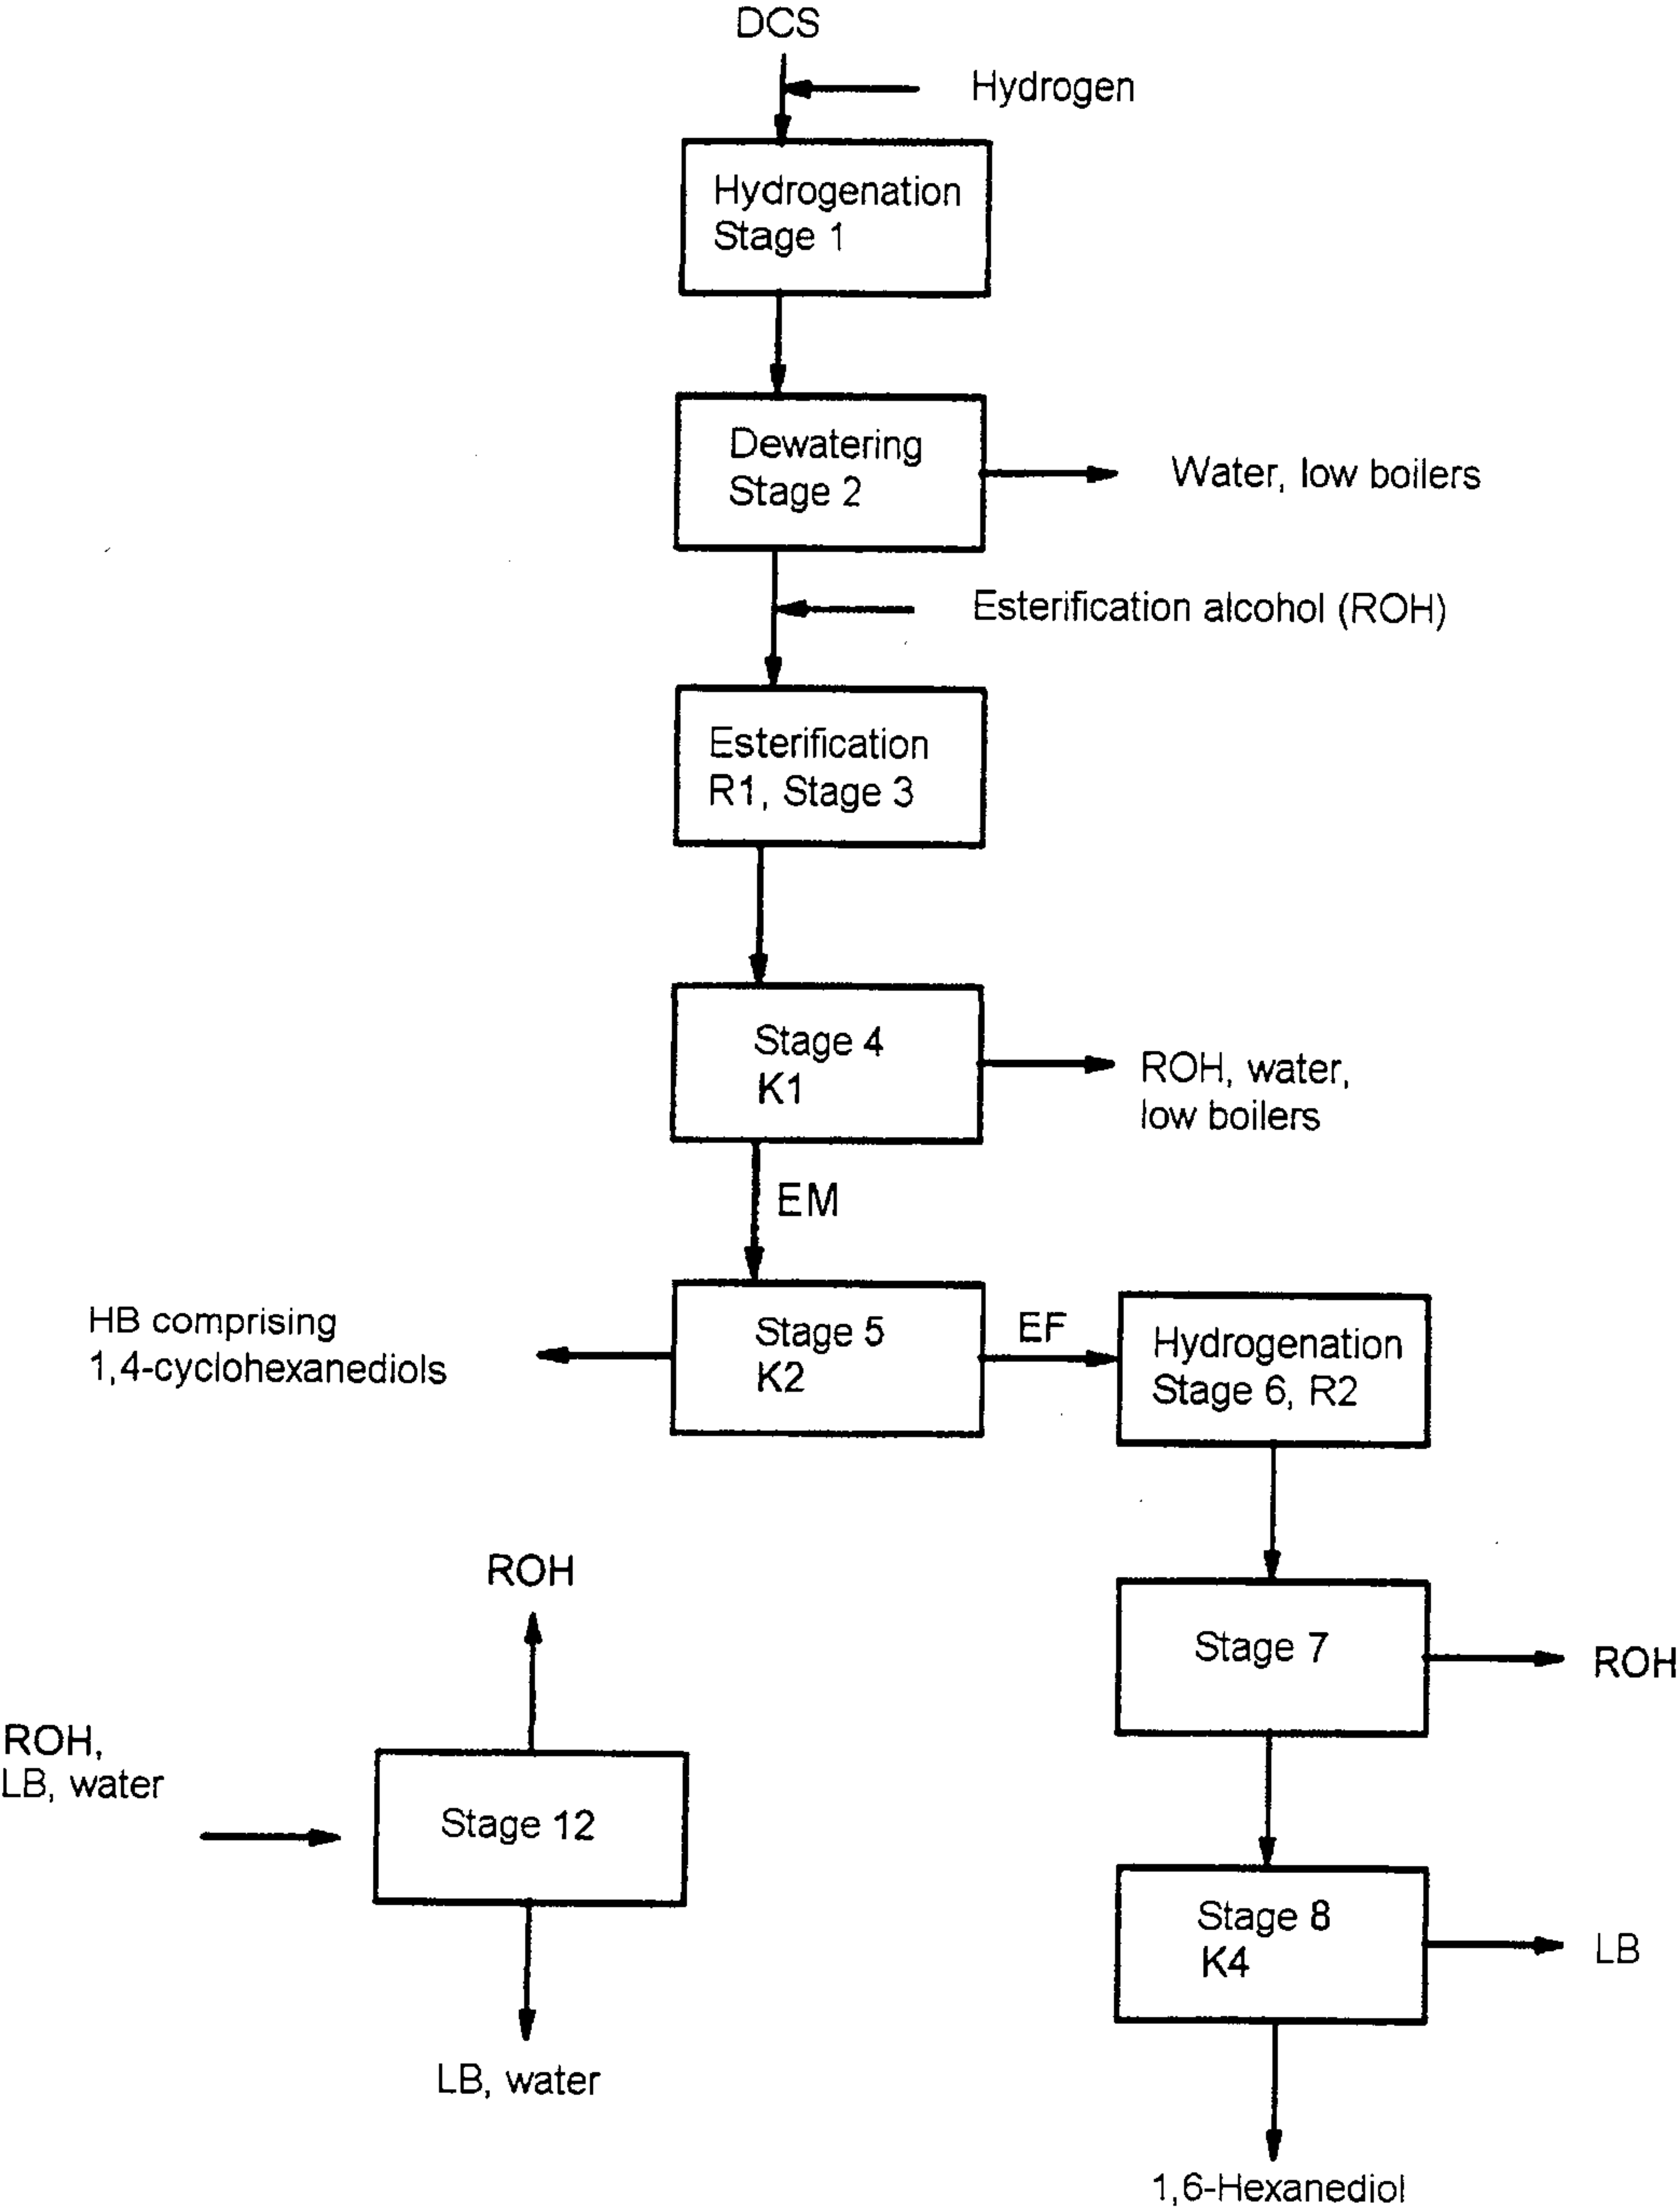 DCS
Hydrogen
Hydrogenation
Stage 1
Dewatering
Stage 2
Water, low boilers
Esterification alcohol (ROH)
Esterification
R1, Stage 3
Stage 4
K1
ROH, water,
low boilers
EM
HB comprising
1,4-cyclohexanediols
Stage 5
K2
EF
Hydrogenation
Stage 6, R2
Stage 7
ROH
ROH
ROH,
LB, water
Stage 12
LB, water
Stage 8
K4
LB
1,6-Hexanediol